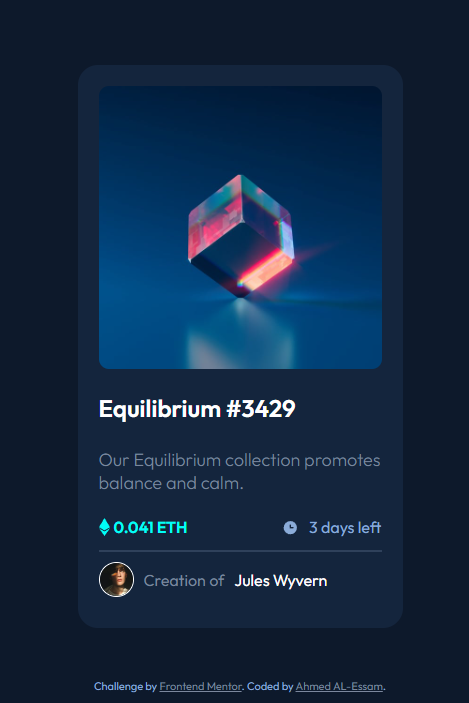 Equilibrium #3429
Our Equilibrium collection promotes
balance and calm.
0.041 ETH 3 days left
Creation of Jules Wyvern
Challenge by Frontend Mentor. Coded by Ahmed AL-Essam.